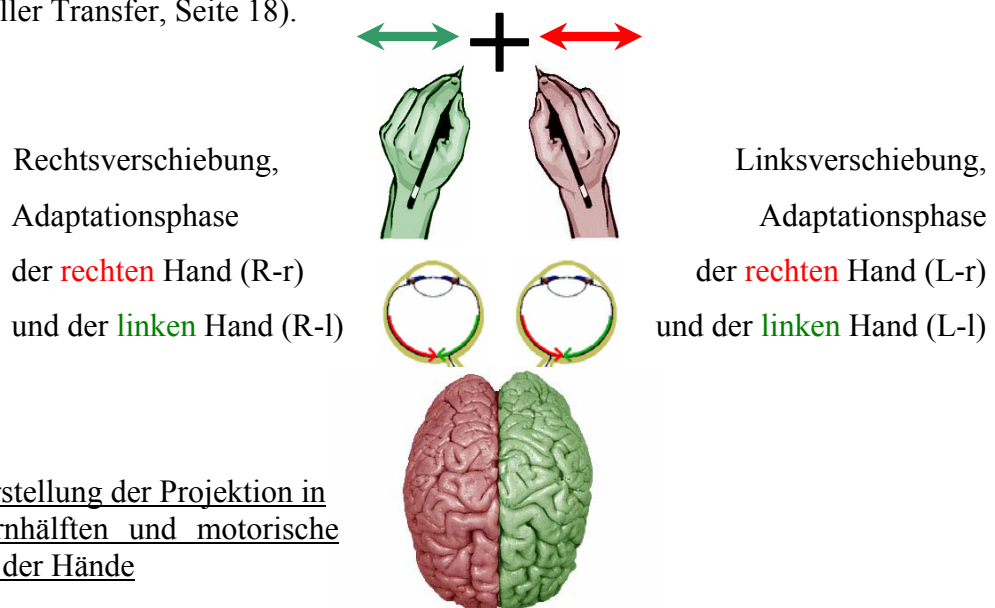 ller Transfer, Seite 18).
Rechtsverschiebung,
Adaptationsphase
der rechten Hand (R-r)
und der linken Hand (R-l)
Linksverschiebung,
Adaptationsphase
der rechten Hand (L-r)
und der linken Hand (L-l)
rstellung der Projektion in
rnhälften und motorische
der Hände